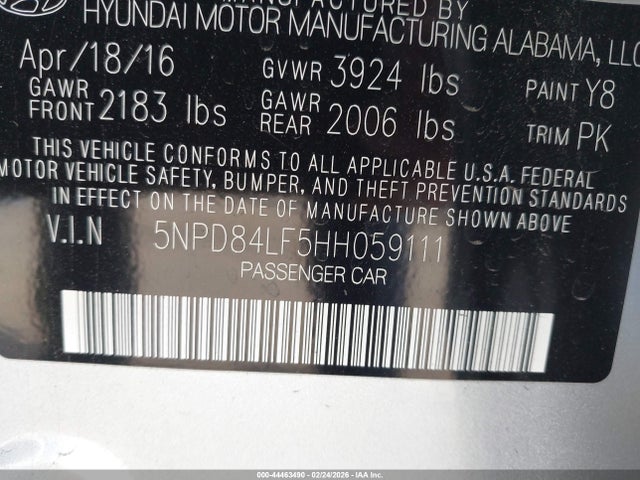 MANUFACTURED BY
HYUNDAI MOTOR MANUFACTURING ALABAMA, LLC
Apr/18/16 GVWR 3924 lbs PAINT Y8
GAWR FRONT 2183 lbs GAWR REAR 2006 lbs TRIM PK
THIS VEHICLE CONFORMS TO ALL APPLICABLE U.S.A. FEDERAL
MOTOR VEHICLE SAFETY, BUMPER, AND THEFT PREVENTION STANDARDS
IN EFFECT ON THE DATE OF MANUFACTURE SHOWN ABOVE
V.I.N 5NPD84LF5HH059111
PASSENGER CAR
000-44463490 - 02/24/2026 - IAA Inc.